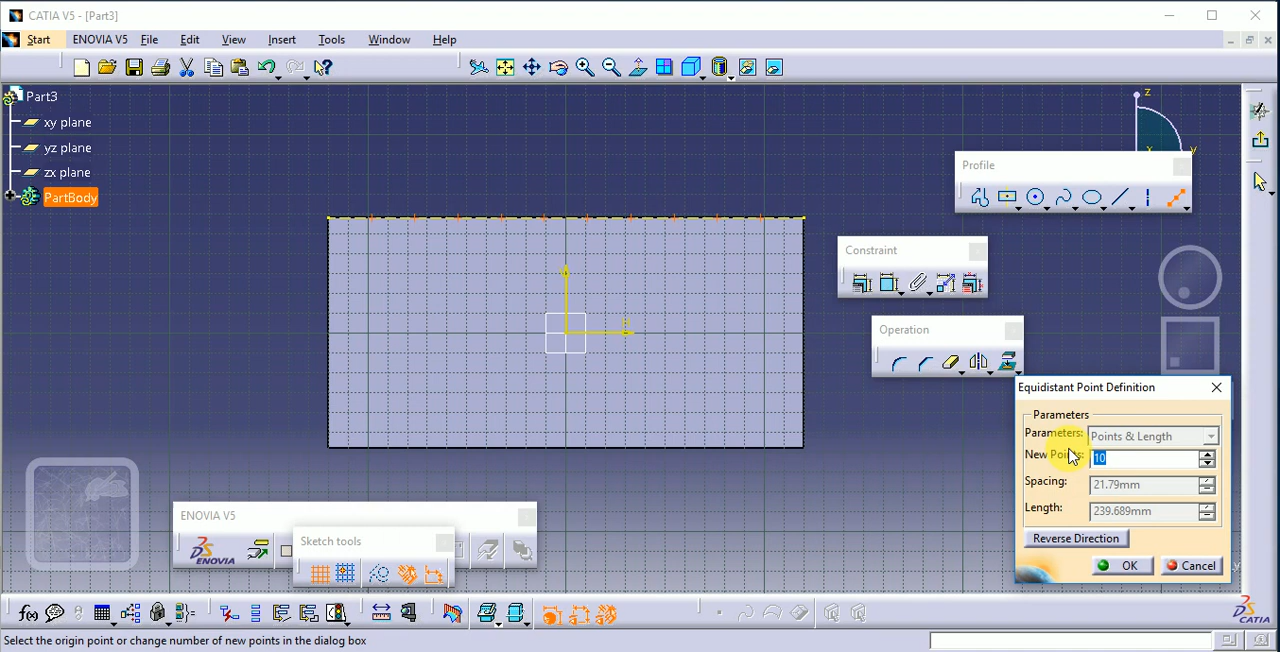 CATIA V5 - [Part3]
Start ENOVIA V5 File Edit View Insert Tools Window Help
Part3
xy plane
yz plane
zx plane
PartBody
z
x
y
Profile
Constraint
Operation
Equidistant Point Definition
Parameters
Parameters: Points & Length
New Points: 10
Spacing: 21.79mm
Length: 239.689mm
Reverse Direction
OK Cancel
ENOVIA V5
ENOVIA
Sketch tools
f(x)
CATIA
Select the origin point or change number of new points in the dialog box